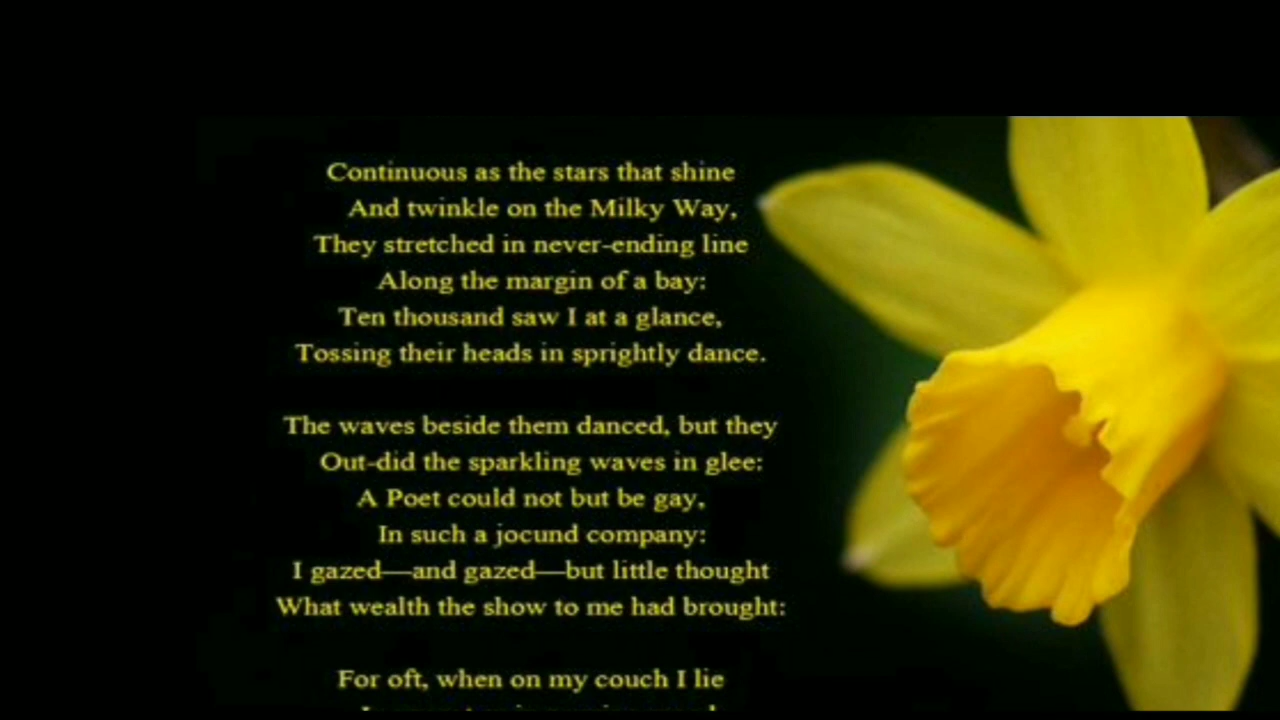 Continuous as the stars that shine
And twinkle on the Milky Way,
They stretched in never-ending line
Along the margin of a bay:
Ten thousand saw I at a glance,
Tossing their heads in sprightly dance.
The waves beside them danced, but they
Out-did the sparkling waves in glee:
A Poet could not but be gay,
In such a jocund company:
I gazed—and gazed—but little thought
What wealth the show to me had brought:
For oft, when on my couch I lie